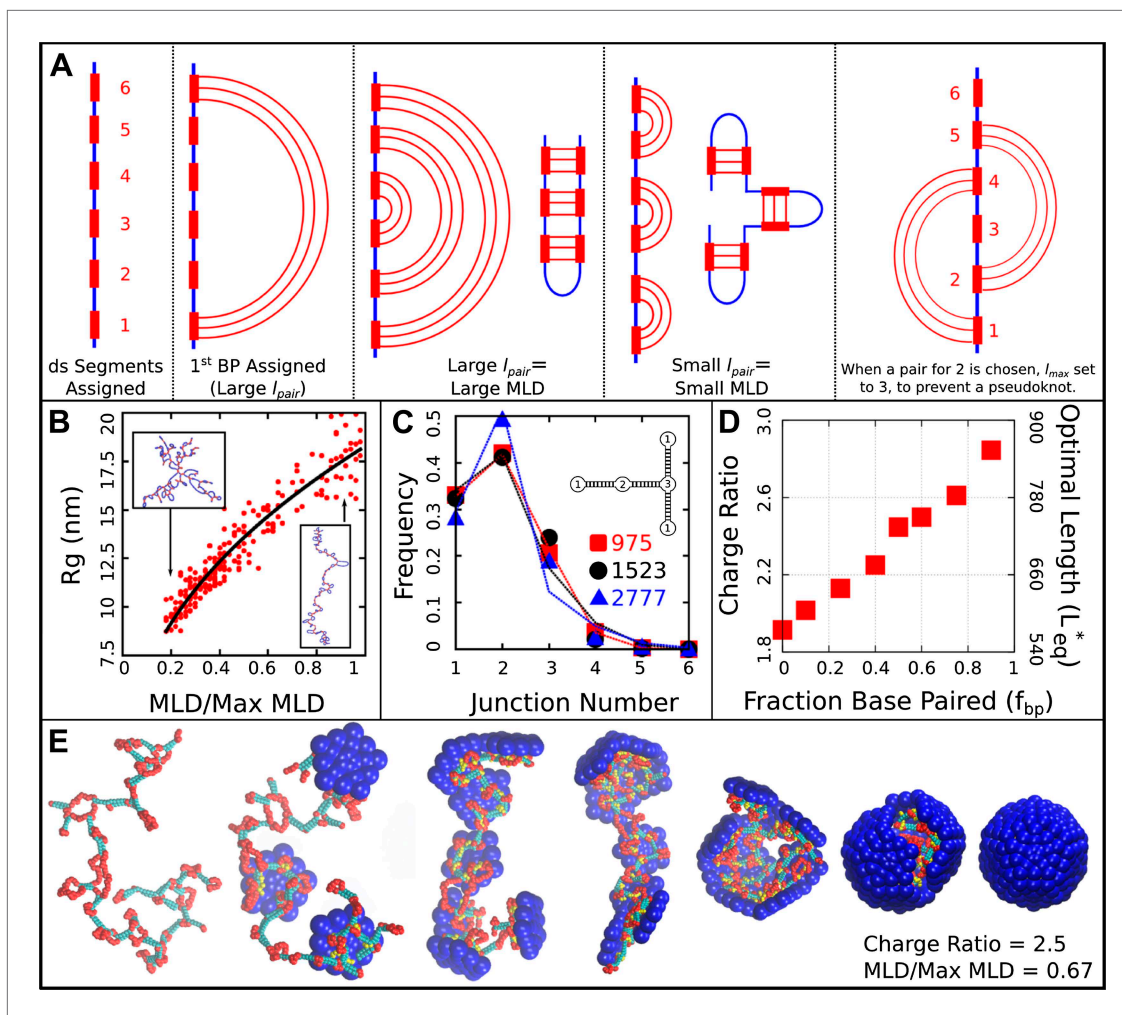 A
6
5
4
3
2
1
ds Segments
Assigned
1st BP Assigned
(Large lpair)
Large lpair=
Large MLD
Small lpair=
Small MLD
6
5
4
3
2
1
When a pair for 2 is chosen, lmax set
to 3, to prevent a pseudoknot.
B
Rg (nm)
20
17.5
15
12.5
10
7.5
0 0.2 0.4 0.6 0.8 1
MLD/Max MLD
C
Frequency
0.5
0.4
0.3
0.2
0.1
0
1 2 3 4 5 6
Junction Number
1
1 2 3
1
975
1523
2777
D
Charge Ratio
3.0
2.6
2.2
1.8
0 0.2 0.4 0.6 0.8 1
Fraction Base Paired (fbp)
900
780
660
540
Optimal Length (L*eq)
E
Charge Ratio = 2.5
MLD/Max MLD = 0.67